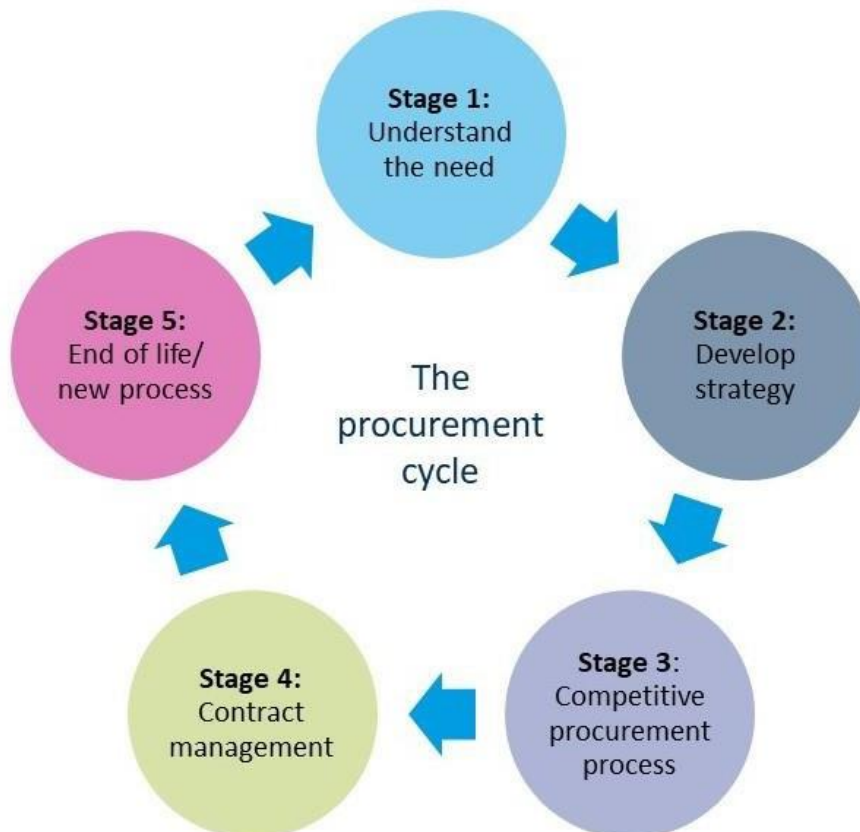 Stage 1:
Understand
the need
Stage 2:
Develop
strategy
Stage 3:
Competitive
procurement
process
Stage 4:
Contract
management
Stage 5:
End of life/
new process
The
procurement
cycle